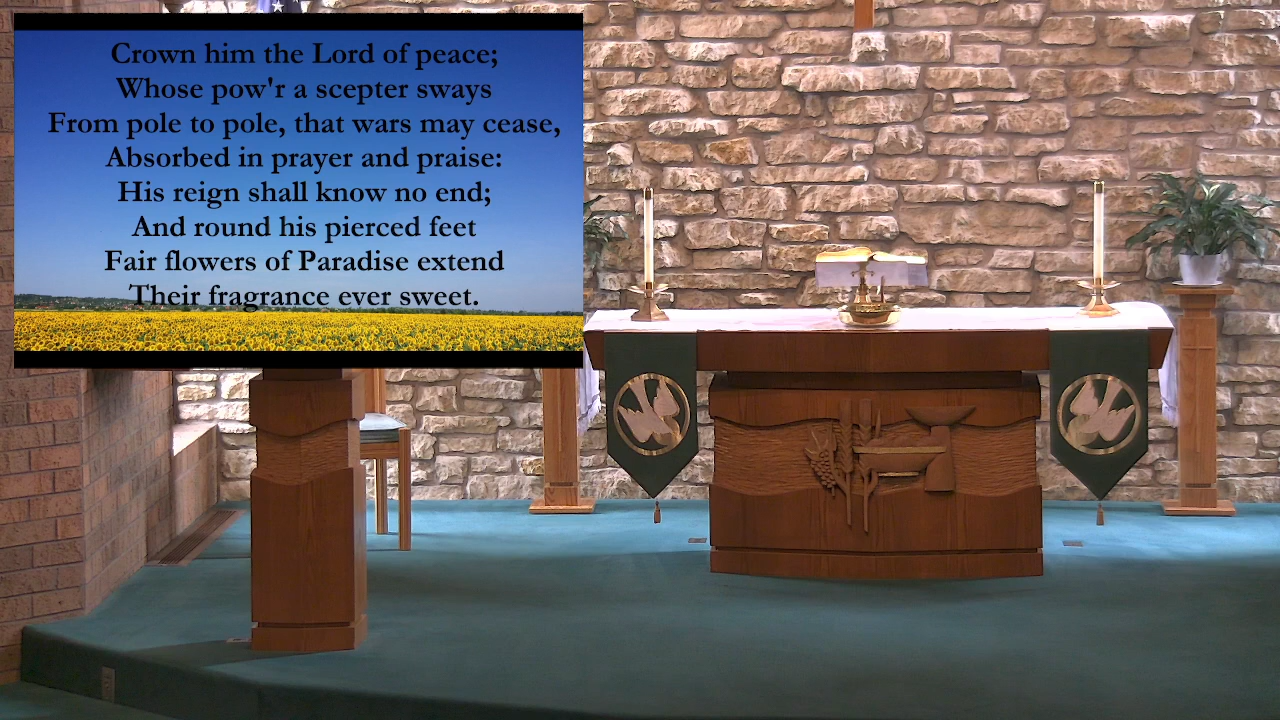 Crown him the Lord of peace;
Whose pow'r a scepter sways
From pole to pole, that wars may cease,
Absorbed in prayer and praise:
His reign shall know no end;
And round his pierced feet
Fair flowers of Paradise extend
Their fragrance ever sweet.